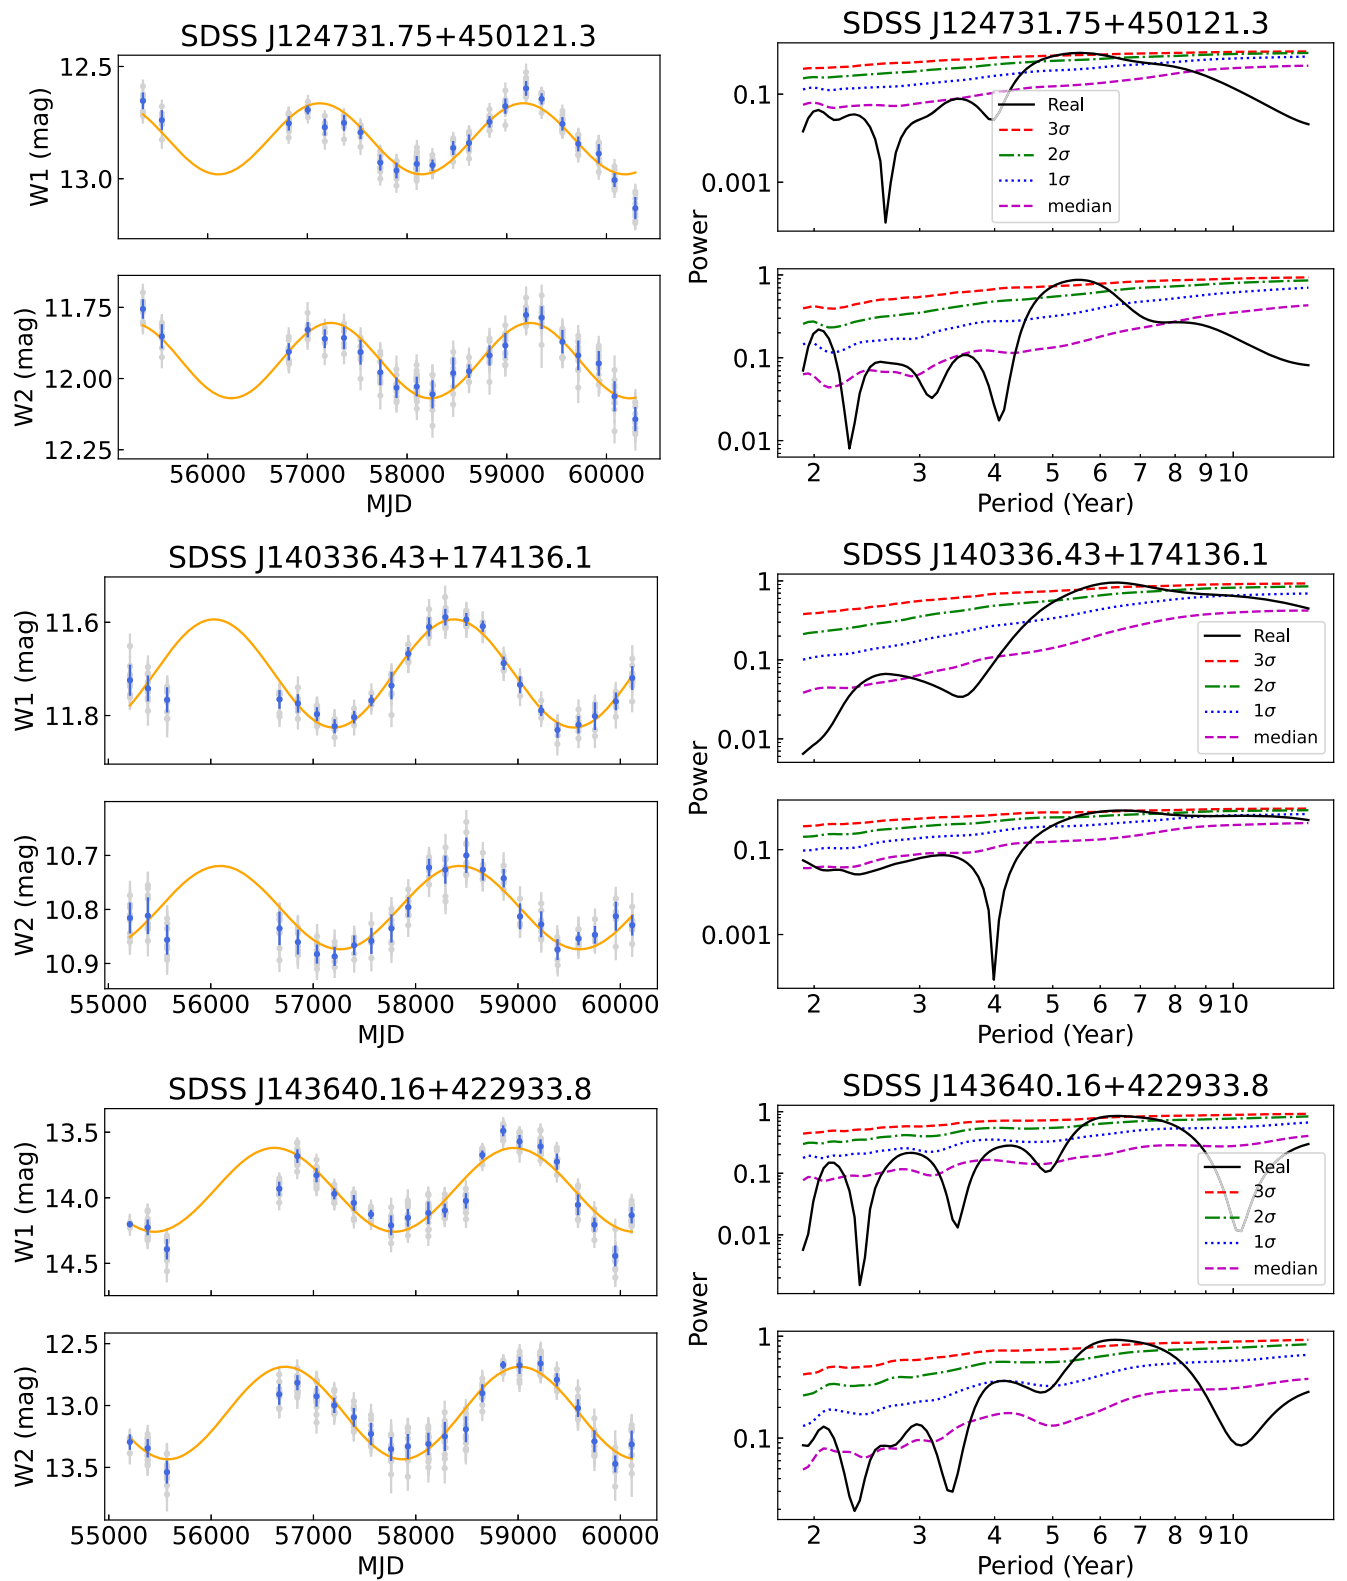 SDSS J124731.75+450121.3
12.5
13.0
W1 (mag)
11.75
12.00
12.25
W2 (mag)
56000 57000 58000 59000 60000
MJD
SDSS J124731.75+450121.3
0.1
0.001
Real
3σ
2σ
1σ
median
Power
1
0.1
0.01
2 3 4 5 6 7 8 9 10
Period (Year)
SDSS J140336.43+174136.1
11.6
11.8
W1 (mag)
10.7
10.8
10.9
W2 (mag)
55000 56000 57000 58000 59000 60000
MJD
SDSS J140336.43+174136.1
1
0.1
0.01
Real
3σ
2σ
1σ
median
Power
0.1
0.001
2 3 4 5 6 7 8 9 10
Period (Year)
SDSS J143640.16+422933.8
13.5
14.0
14.5
W1 (mag)
12.5
13.0
13.5
W2 (mag)
55000 56000 57000 58000 59000 60000
MJD
SDSS J143640.16+422933.8
1
0.1
0.01
Real
3σ
2σ
1σ
median
Power
1
0.1
2 3 4 5 6 7 8 9 10
Period (Year)